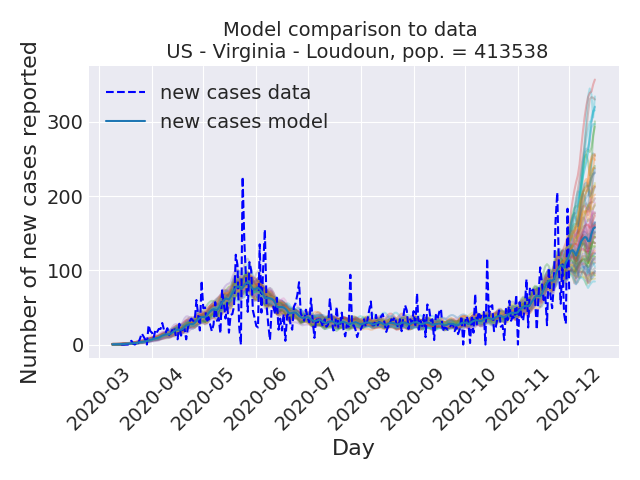 Model comparison to data
US - Virginia - Loudoun, pop. = 413538
Number of new cases reported
new cases data
new cases model
300
200
100
0
2020-03
2020-04
2020-05
2020-06
2020-07
2020-08
2020-09
2020-10
2020-11
2020-12
Day